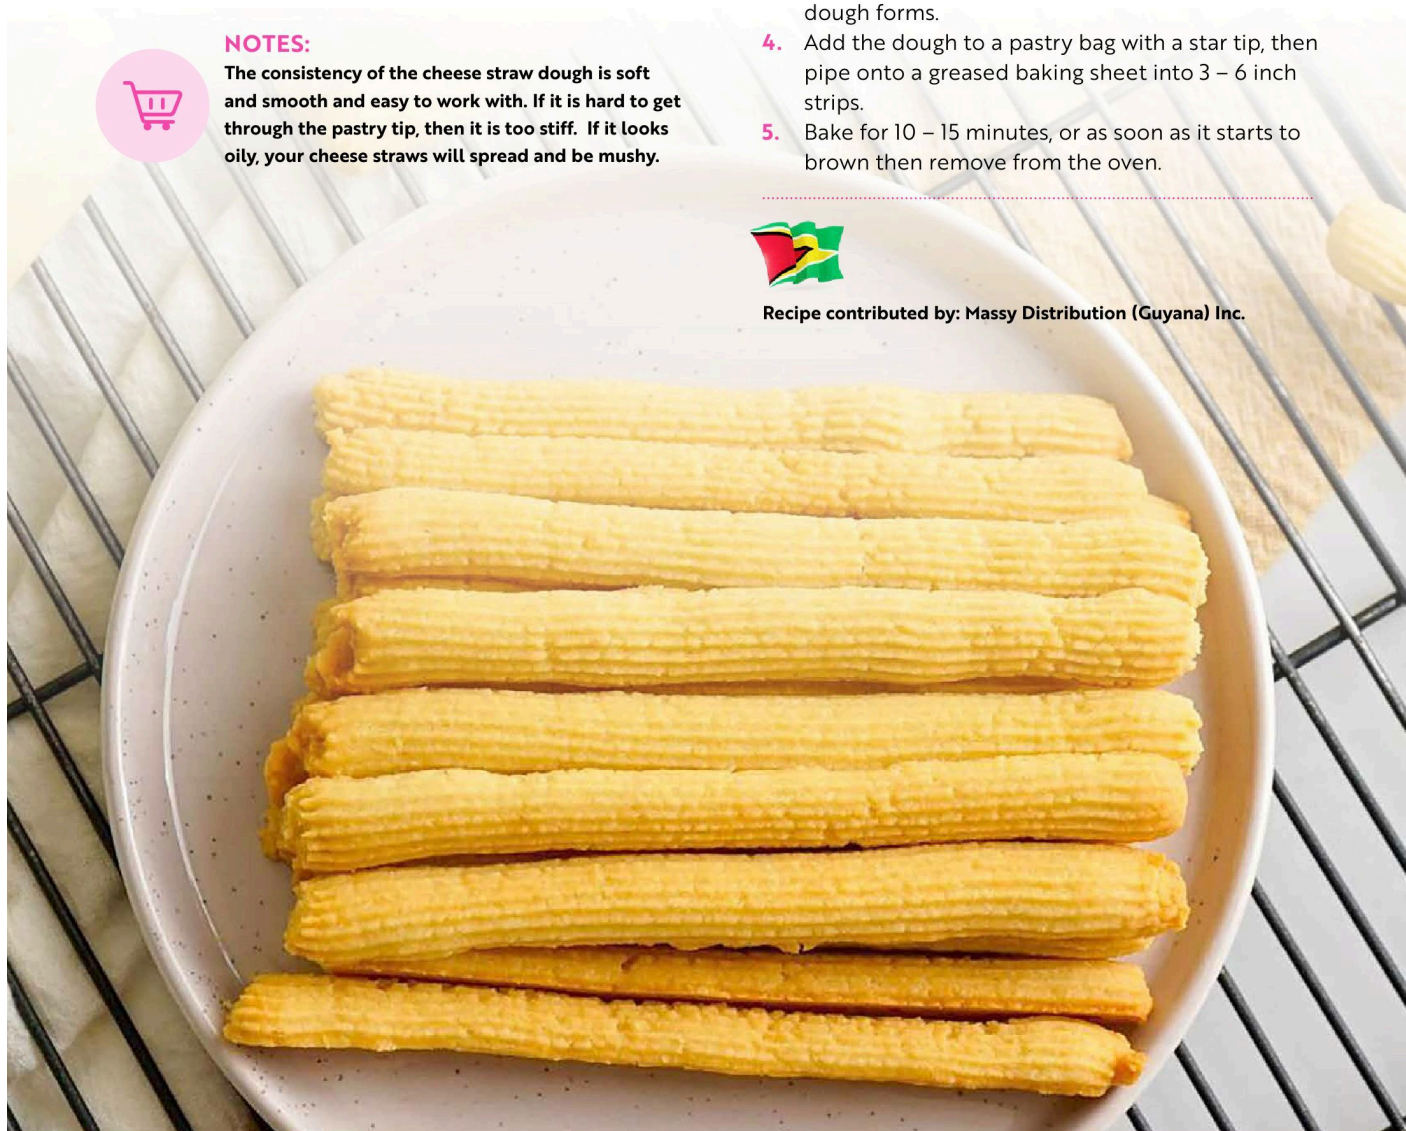 NOTES:
The consistency of the cheese straw dough is soft
and smooth and easy to work with. If it is hard to get
through the pastry tip, then it is too stiff.  If it looks
oily, your cheese straws will spread and be mushy.
dough forms.
4. Add the dough to a pastry bag with a star tip, then
pipe onto a greased baking sheet into 3 – 6 inch
strips.
5. Bake for 10 – 15 minutes, or as soon as it starts to
brown then remove from the oven.
Recipe contributed by: Massy Distribution (Guyana) Inc.